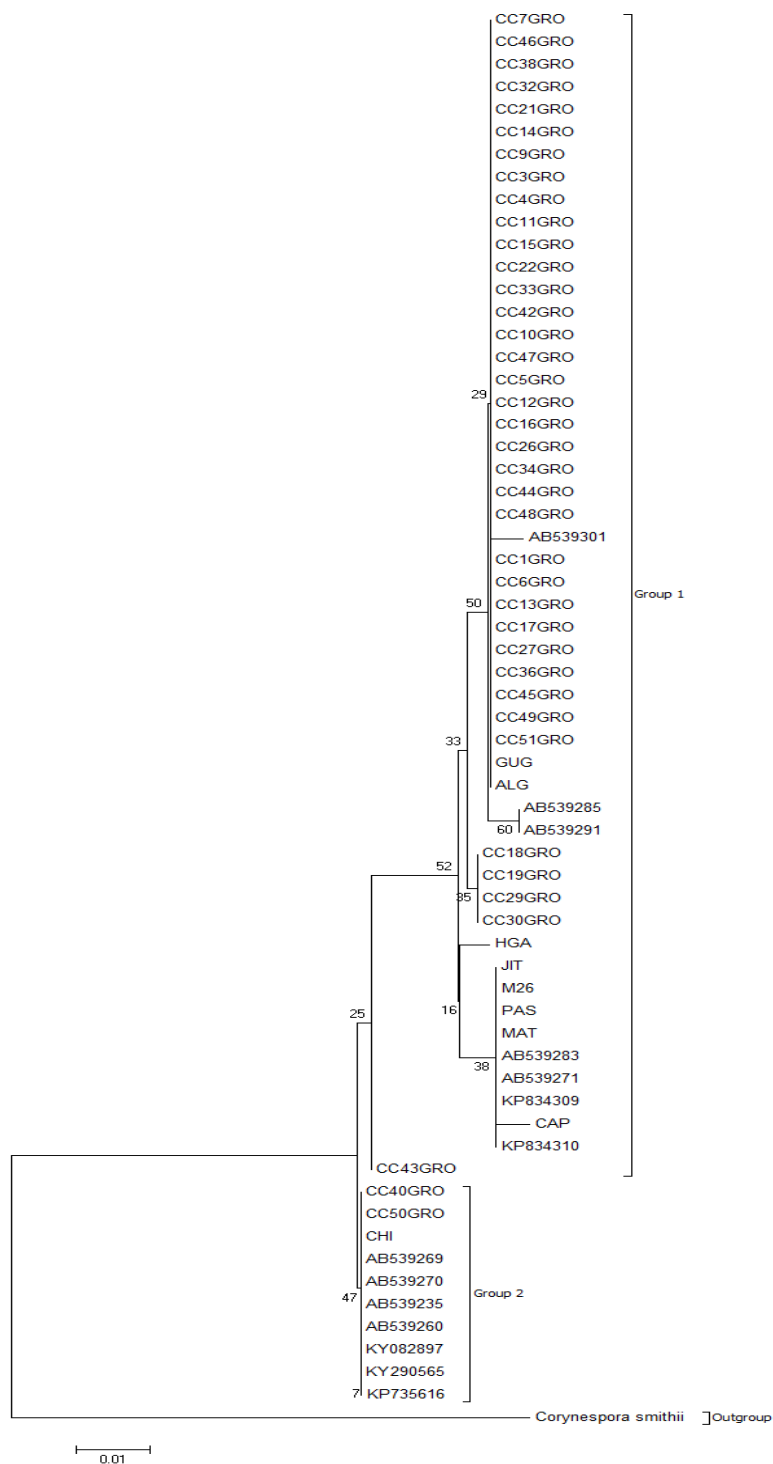 CC7GRO
CC46GRO
CC38GRO
CC32GRO
CC21GRO
CC14GRO
CC9GRO
CC3GRO
CC4GRO
CC11GRO
CC15GRO
CC22GRO
CC33GRO
CC42GRO
CC10GRO
CC47GRO
CC5GRO
29
CC12GRO
CC16GRO
CC26GRO
CC34GRO
CC44GRO
CC48GRO
AB539301
CC1GRO
CC6GRO
Group 1
50
CC13GRO
CC17GRO
CC27GRO
CC36GRO
CC45GRO
CC49GRO
33
CC51GRO
GUG
ALG
AB539285
60
AB539291
CC18GRO
52
CC19GRO
35
CC29GRO
CC30GRO
HGA
JIT
M26
25
16
PAS
MAT
AB539283
38
AB539271
KP834309
CAP
KP834310
CC43GRO
CC40GRO
CC50GRO
CHI
AB539269
AB539270
Group 2
47
AB539235
AB539260
KY082897
KY290565
7
KP735616
Corynespora smithii
Outgroup
0.01